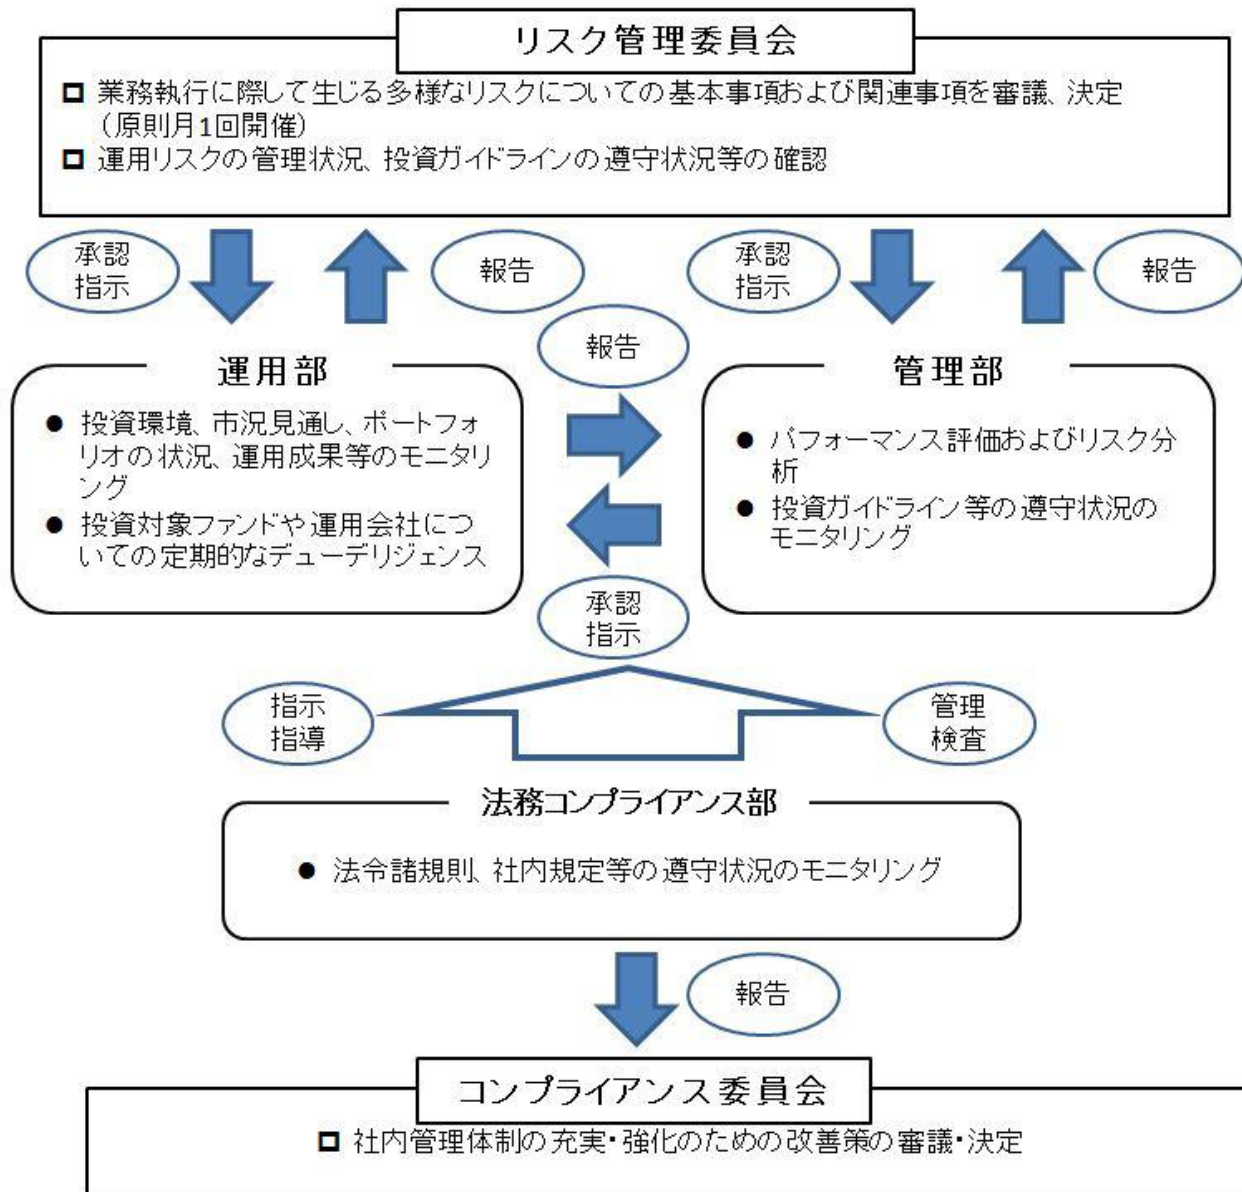 リスク管理委員会
業務執行に際して生じる多様なリスクについての基本事項および関連事項を審議、決定
（原則月1回開催）
運用リスクの管理状況、投資ガイドラインの遵守状況等の確認
承認
指示
報告
承認
指示
報告
報告
運用部
● 投資環境、市況見通し、ポートフォ
リオの状況、運用成果等のモニタリ
ング
● 投資対象ファンドや運用会社につ
いての定期的なデューデリジェンス
管理部
● パフォーマンス評価およびリスク分
析
● 投資ガイドライン等の遵守状況の
モニタリング
承認
指示
指示
指導
管理
検査
法務コンプライアンス部
● 法令諸規則、社内規定等の遵守状況のモニタリング
報告
コンプライアンス委員会
社内管理体制の充実・強化のための改善策の審議・決定